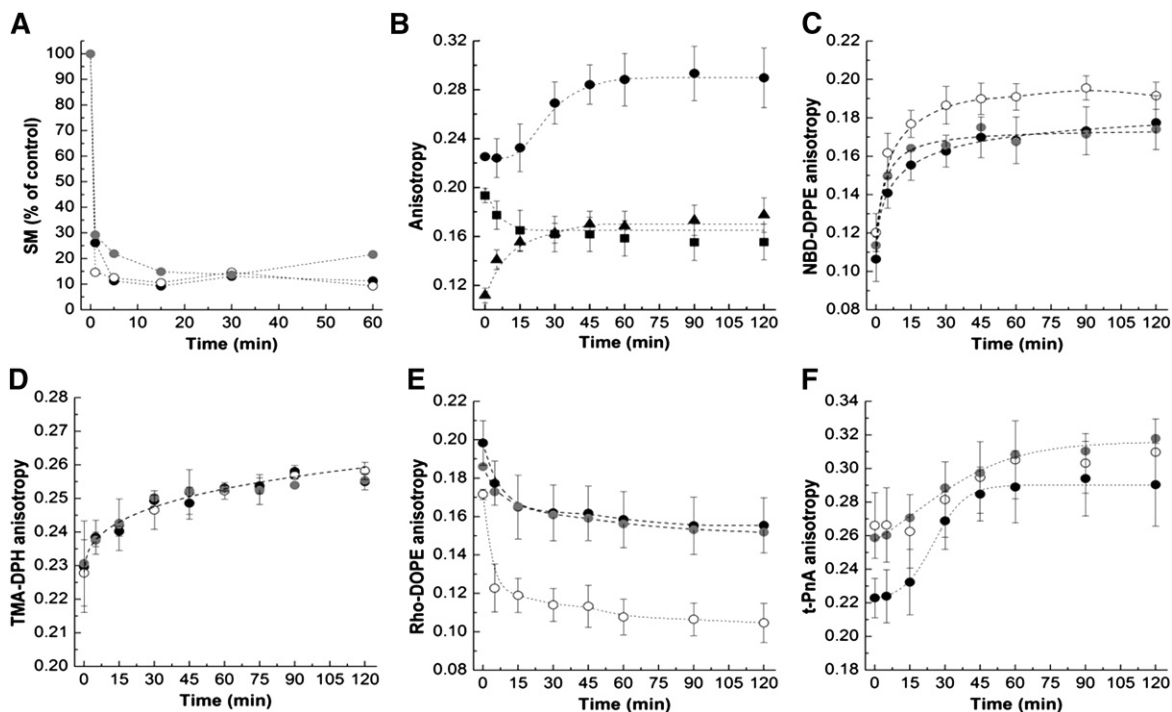 A
SM (% of control)
100
90
80
70
60
50
40
30
20
10
0
0 10 20 30 40 50 60
Time (min)
B
Anisotropy
0.32
0.28
0.24
0.20
0.16
0.12
0 15 30 45 60 75 90 105 120
Time (min)
C
NBD-DPPE anisotropy
0.22
0.20
0.18
0.16
0.14
0.12
0.10
0.08
0 15 30 45 60 75 90 105 120
Time (min)
D
TMA-DPH anisotropy
0.28
0.27
0.26
0.25
0.24
0.23
0.22
0.21
0.20
0 15 30 45 60 75 90 105 120
Time (min)
E
Rho-DOPE anisotropy
0.22
0.20
0.18
0.16
0.14
0.12
0.10
0.08
0 15 30 45 60 75 90 105 120
Time (min)
F
t-PnA anisotropy
0.34
0.32
0.30
0.28
0.26
0.24
0.22
0.20
0.18
0 15 30 45 60 75 90 105 120
Time (min)